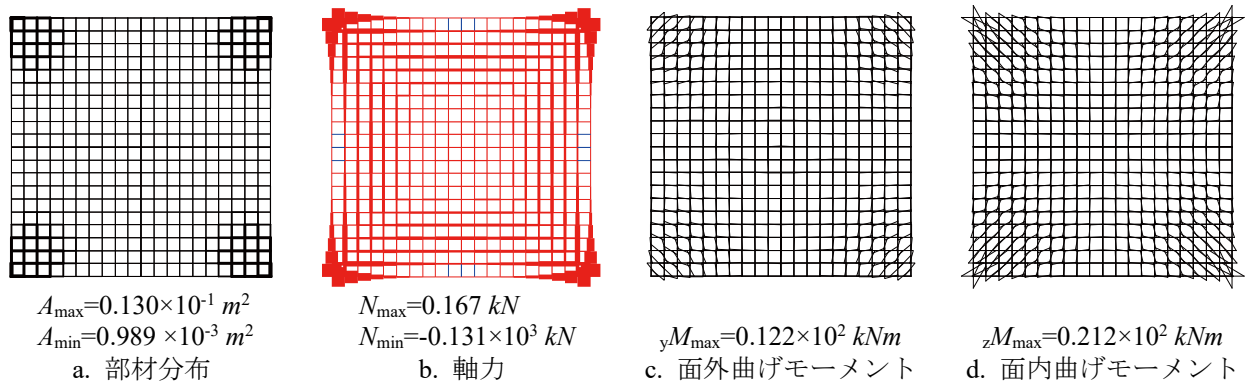 Amax=0.130×10-1 m2
Amin=0.989 ×10-3 m2
a. 部材分布
Nmax=0.167 kN
Nmin=-0.131×103 kN
b. 軸力
yMmax=0.122×102 kNm
c. 面外曲げモーメント
zMmax=0.212×102 kNm
d. 面内曲げモーメント